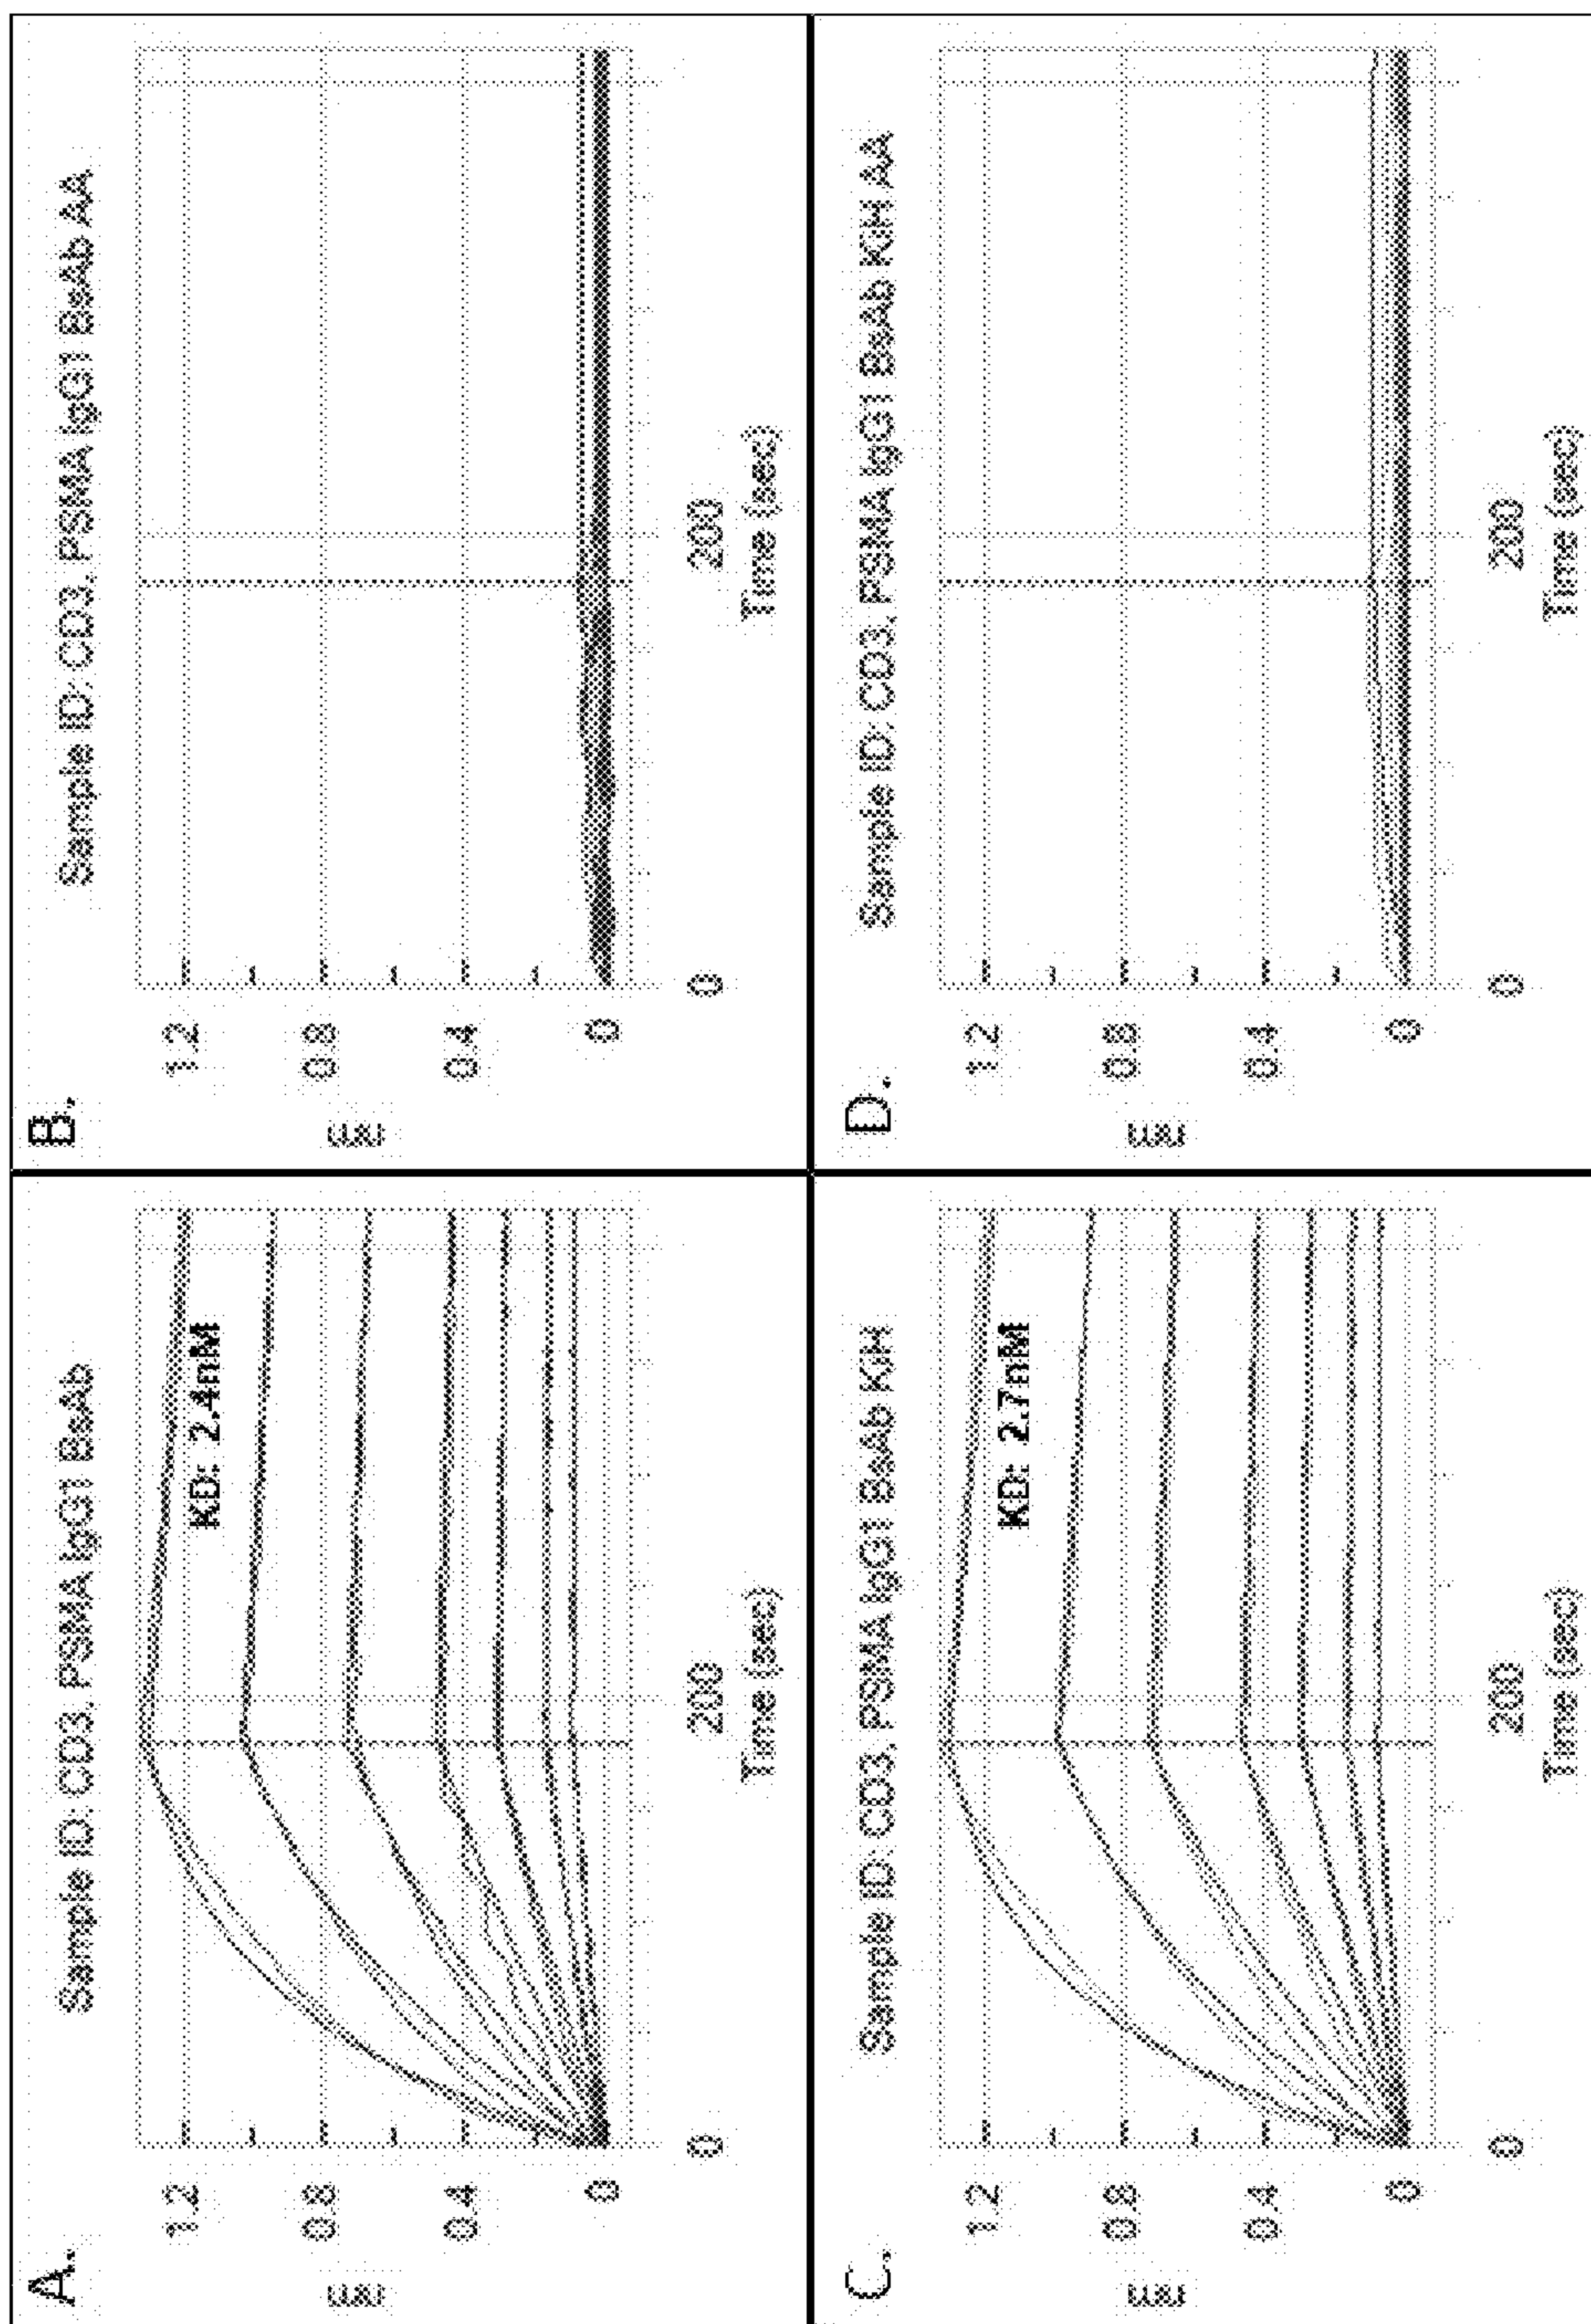 A.
Sample ID: CD3, PSMA IgG1 BsAb
1.2
0.8
0.4
0
KD: 2.4nM
0
200
Time (sec)
B.
Sample ID: CD3, PSMA IgG1 BsAb AA
1.2
0.8
0.4
0
0
200
Time (sec)
C.
Sample ID: CD3, PSMA IgG1 BsAb KiH
1.2
0.8
0.4
0
KD: 2.7nM
0
200
Time (sec)
D.
Sample ID: CD3, PSMA IgG1 BsAb KiH AA
1.2
0.8
0.4
0
0
200
Time (sec)